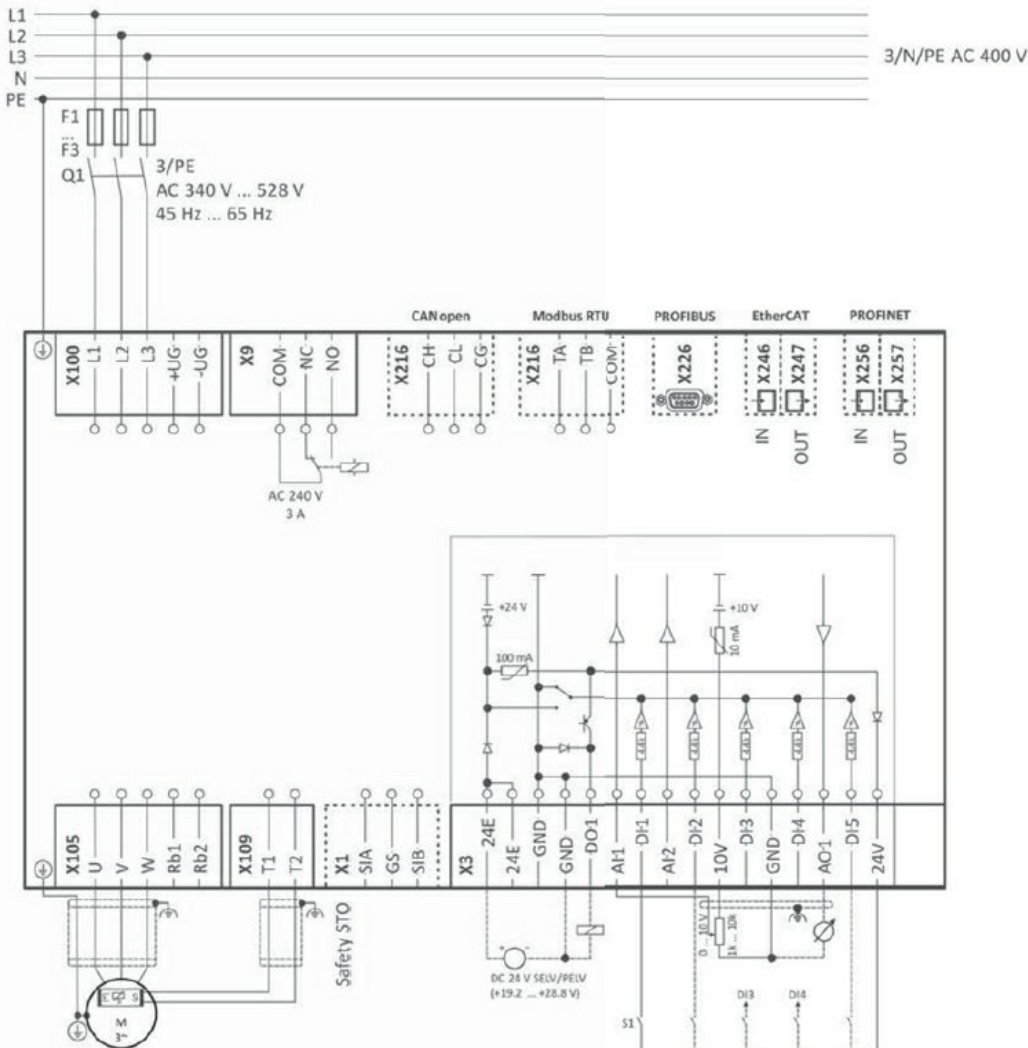 L1
L2
L3
N
PE
3/N/PE AC 400 V
F1
...
F3
Q1
3/PE
AC 340 V ... 528 V
45 Hz ... 65 Hz
CAN open
Modbus RTU
PROFIBUS
EtherCAT
PROFINET
X100
L1
L2
L3
+UG
-UG
X9
COM
NC
NO
X216
CH
CL
CG
X216
TA
TB
COM
X226
X246
X247
X256
X257
IN
OUT
IN
OUT
AC 240 V
3 A
+24 V
+10 V
100 mA
10 mA
X105
U
V
W
Rb1
Rb2
X109
T1
T2
X1
SIA
GS
SIB
X3
24E
24E
GND
GND
DO1
AI1
DI1
AI2
DI2
10V
DI3
GND
DI4
AO1
DI5
24V
Safety STO
DC 24 V SELV/PELV
(+19.2 ... +28.8 V)
0 ... 10 V
1k ... 10k
DI3
DI4
S1
M
3~